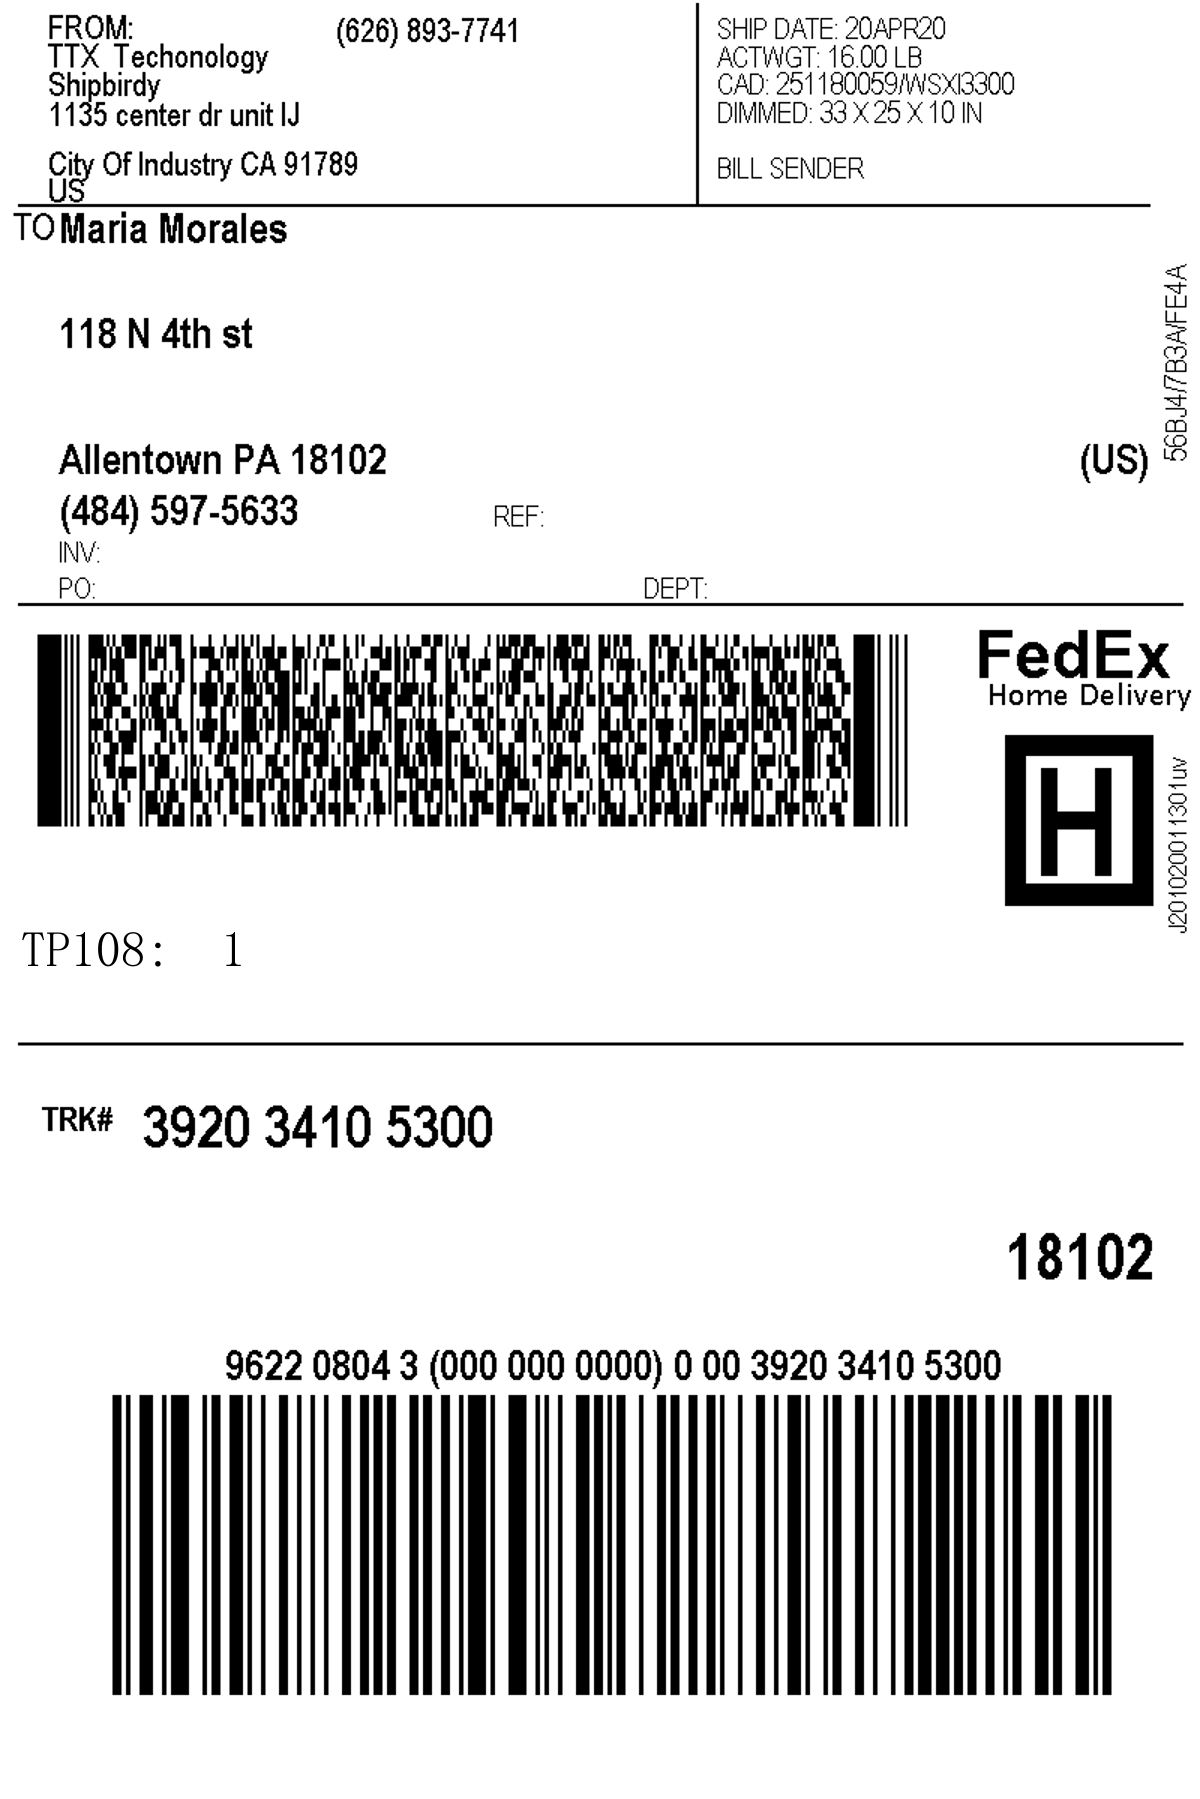 FROM: (626) 893-7741
TTX Techonology
Shipbirdy
1135 center dr unit IJ
City Of Industry CA 91789
US
SHIP DATE: 20APR20
ACTWGT: 16.00 LB
CAD: 251180059/WSXI3300
DIMMED: 33 X 25 X 10 IN
BILL SENDER
TO Maria Morales
118 N 4th st
Allentown PA 18102 (US)
(484) 597-5633 REF:
INV:
PO: DEPT:
56BJ4/7B3A/FE4A
FedEx
Home Delivery
H
J201020011301uv
TP108: 1
TRK# 3920 3410 5300
18102
9622 0804 3 (000 000 0000) 0 00 3920 3410 5300